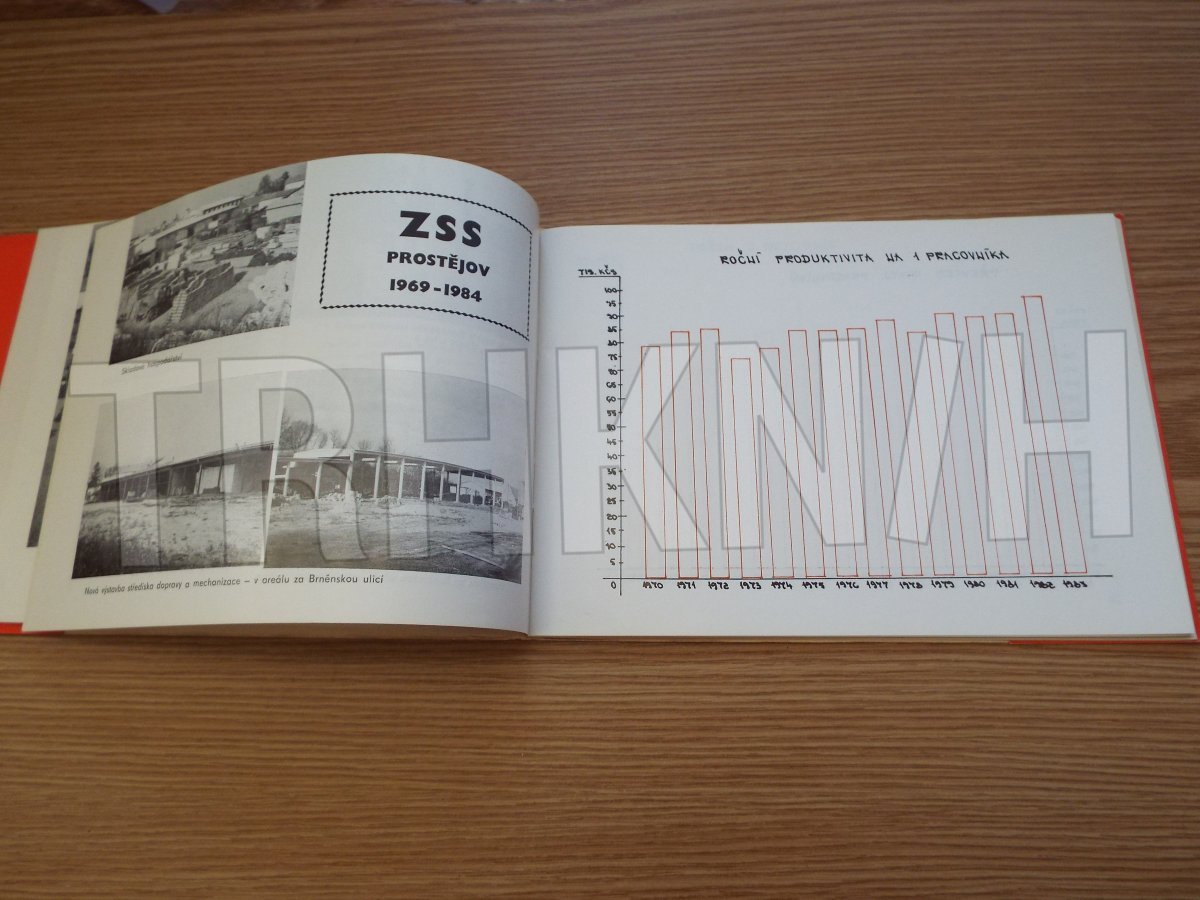 ZSS
PROSTĚJOV
1969-1984
Skladové hospodářství
Nová výstavba střediska dopravy a mechanizace – v areálu za Brněnskou ulicí
ROČNÍ PRODUKTIVITA NA 1 PRACOVNÍKA
TIS. KČS
100
95
90
85
80
75
70
65
60
55
50
45
40
35
30
25
20
15
10
5
0
1970 1971 1972 1973 1974 1975 1976 1977 1978 1979 1980 1981 1982 1983
TRHKNIH